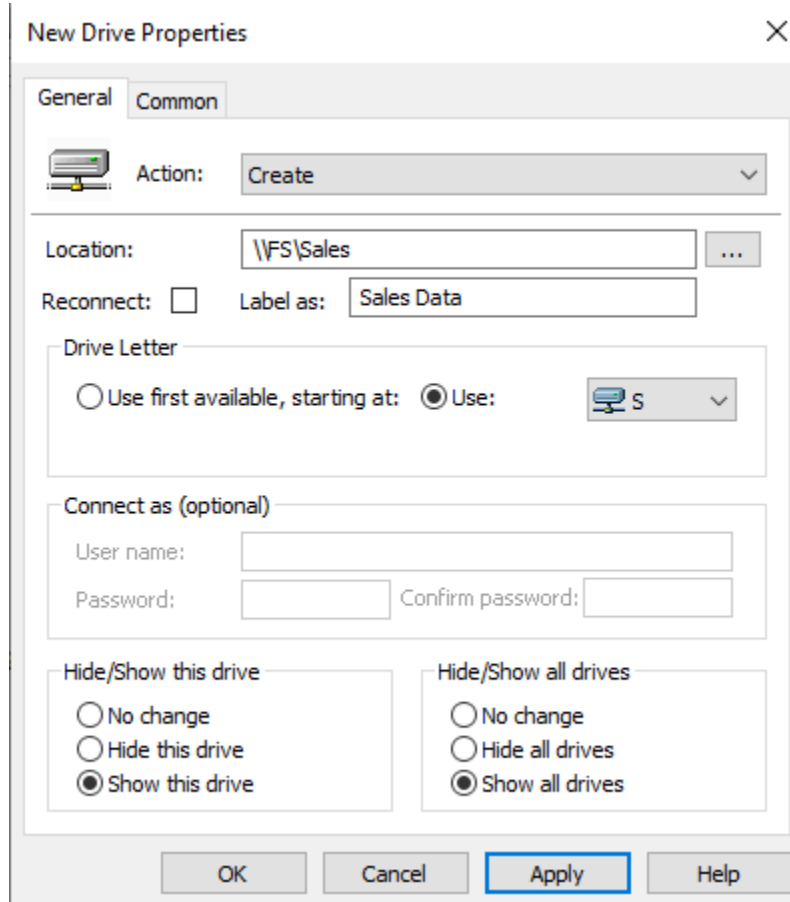 New Drive Properties
General Common
Action: Create
Location: \\FS\Sales ...
Reconnect: Label as: Sales Data
Drive Letter
Use first available, starting at: Use: S
Connect as (optional)
User name:
Password: Confirm password:
Hide/Show this drive Hide/Show all drives
No change No change
Hide this drive Hide all drives
Show this drive Show all drives
OK Cancel Apply Help